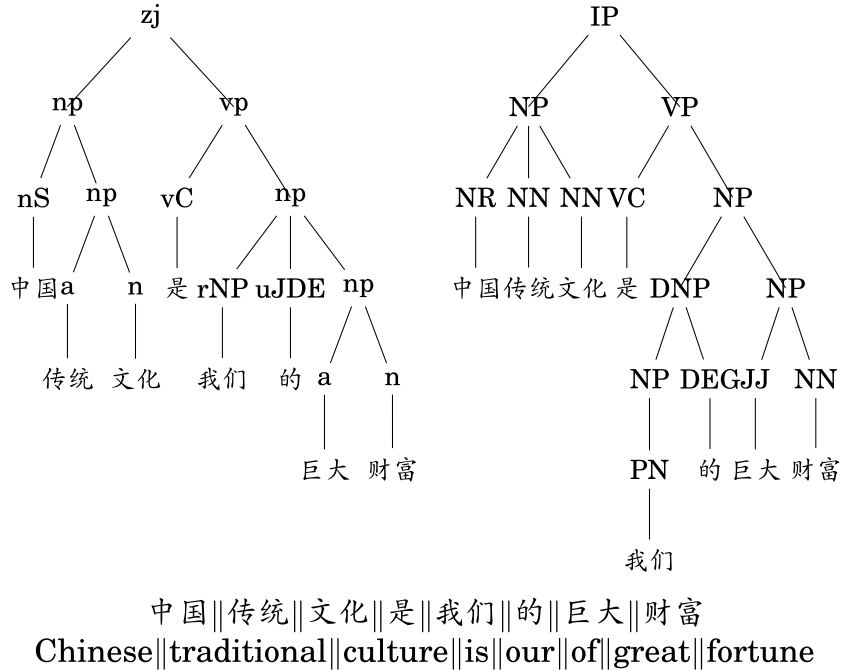 zj IP
np vp NP VP
nS np vC np NR NN NN VC NP
中国 a n 是 rNP uJDE np 中国 传统 文化 是 DNP NP
传统 文化 我们 的 a n NP DEG JJ NN
巨大 财富 PN 的 巨大 财富
我们
中国‖传统‖文化‖是‖我们‖的‖巨大‖财富
Chinese‖traditional‖culture‖is‖our‖of‖great‖fortune